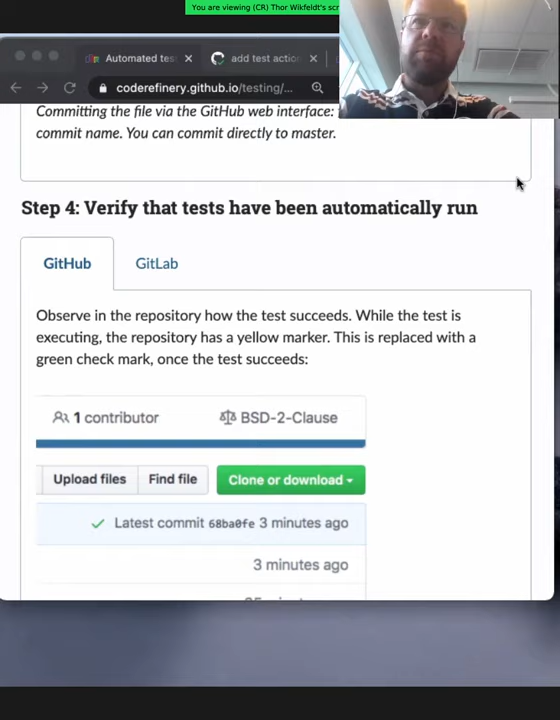 You are viewing (CR) Thor Wikfeldt's scr
Automated tes
add test action
coderefinery.github.io/testing/...
Committing the file via the GitHub web interface:
commit name. You can commit directly to master.
Step 4: Verify that tests have been automatically run
GitHub
GitLab
Observe in the repository how the test succeeds. While the test is
executing, the repository has a yellow marker. This is replaced with a
green check mark, once the test succeeds:
1 contributor
BSD-2-Clause
Upload files
Find file
Clone or download
Latest commit 68ba0fe 3 minutes ago
3 minutes ago